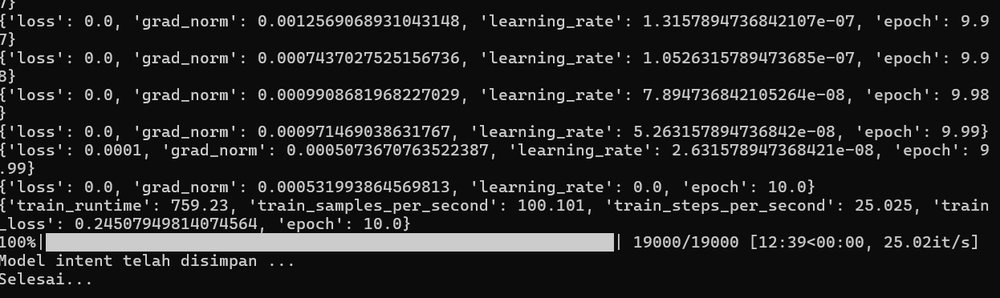 7}
{'loss': 0.0, 'grad_norm': 0.0012569068931043148, 'learning_rate': 1.3157894736842107e-07, 'epoch': 9.9
7}
{'loss': 0.0, 'grad_norm': 0.00074370275251567​36, 'learning_rate': 1.0526315789473685e-07, 'epoch': 9.9
8}
{'loss': 0.0, 'grad_norm': 0.0009908681968227029, 'learning_rate': 7.894736842105264e-08, 'epoch': 9.98
}
{'loss': 0.0, 'grad_norm': 0.000971469038631767, 'learning_rate': 5.263157894736842e-08, 'epoch': 9.99}
{'loss': 0.0001, 'grad_norm': 0.0005073670763522387, 'learning_rate': 2.631578947368421e-08, 'epoch': 9
.99}
{'loss': 0.0, 'grad_norm': 0.000531993864569813, 'learning_rate': 0.0, 'epoch': 10.0}
{'train_runtime': 759.23, 'train_samples_per_second': 100.101, 'train_steps_per_second': 25.025, 'train
_loss': 0.24507949814074564, 'epoch': 10.0}
100%|| 19000/19000 [12:39<00:00, 25.02it/s]
Model intent telah disimpan ...
Selesai...